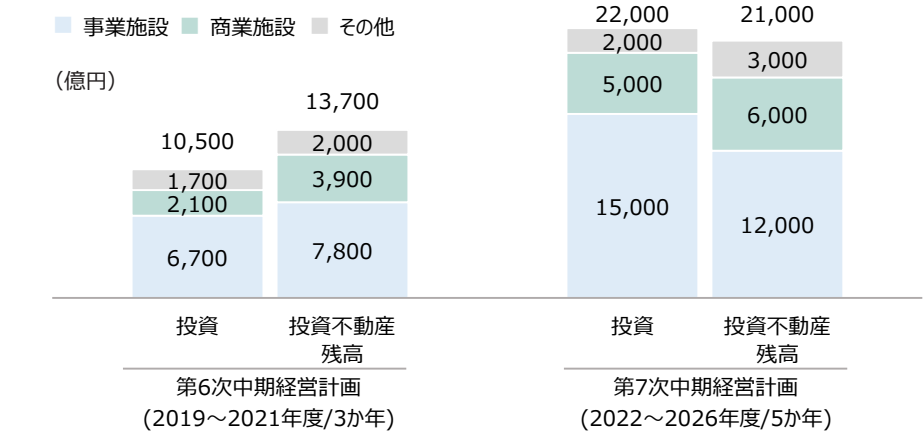 事業施設 商業施設 その他
（億円）
10,500
1,700
2,100
6,700
13,700
2,000
3,900
7,800
22,000
2,000
5,000
15,000
21,000
3,000
6,000
12,000
投資
投資不動産
残高
第6次中期経営計画
(2019～2021年度/3か年)
投資
投資不動産
残高
第7次中期経営計画
(2022～2026年度/5か年)